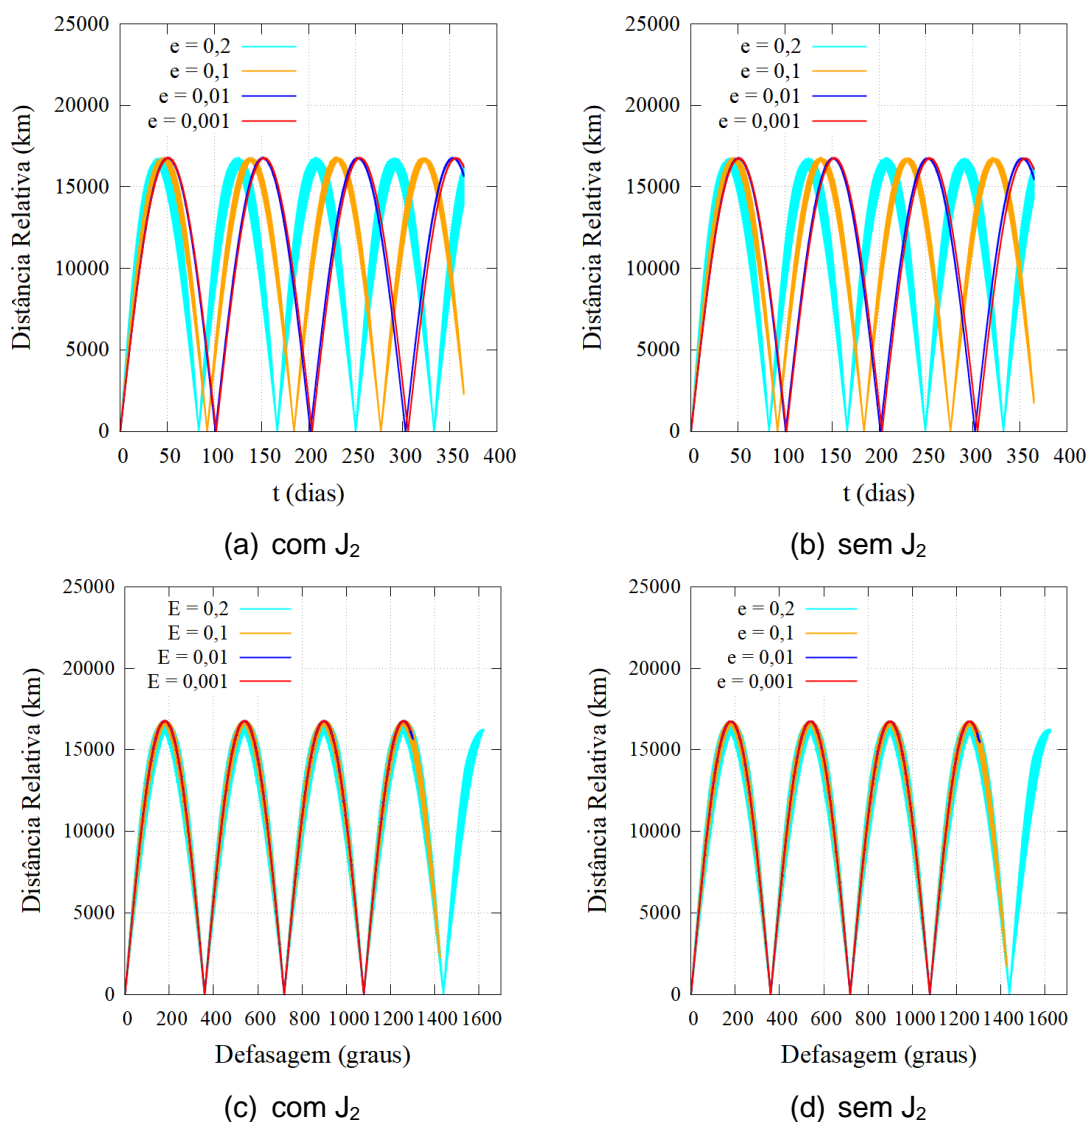 25000
20000
15000
10000
5000
0
Distância Relativa (km)
e = 0,2
e = 0,1
e = 0,01
e = 0,001
0 50 100 150 200 250 300 350 400
t (dias)
(a) com J₂
25000
20000
15000
10000
5000
0
Distância Relativa (km)
e = 0,2
e = 0,1
e = 0,01
e = 0,001
0 50 100 150 200 250 300 350 400
t (dias)
(b) sem J₂
25000
20000
15000
10000
5000
0
Distância Relativa (km)
E = 0,2
E = 0,1
E = 0,01
E = 0,001
0 200 400 600 800 1000 1200 1400 1600
Defasagem (graus)
(c) com J₂
25000
20000
15000
10000
5000
0
Distância Relativa (km)
e = 0,2
e = 0,1
e = 0,01
e = 0,001
0 200 400 600 800 1000 1200 1400 1600
Defasagem (graus)
(d) sem J₂